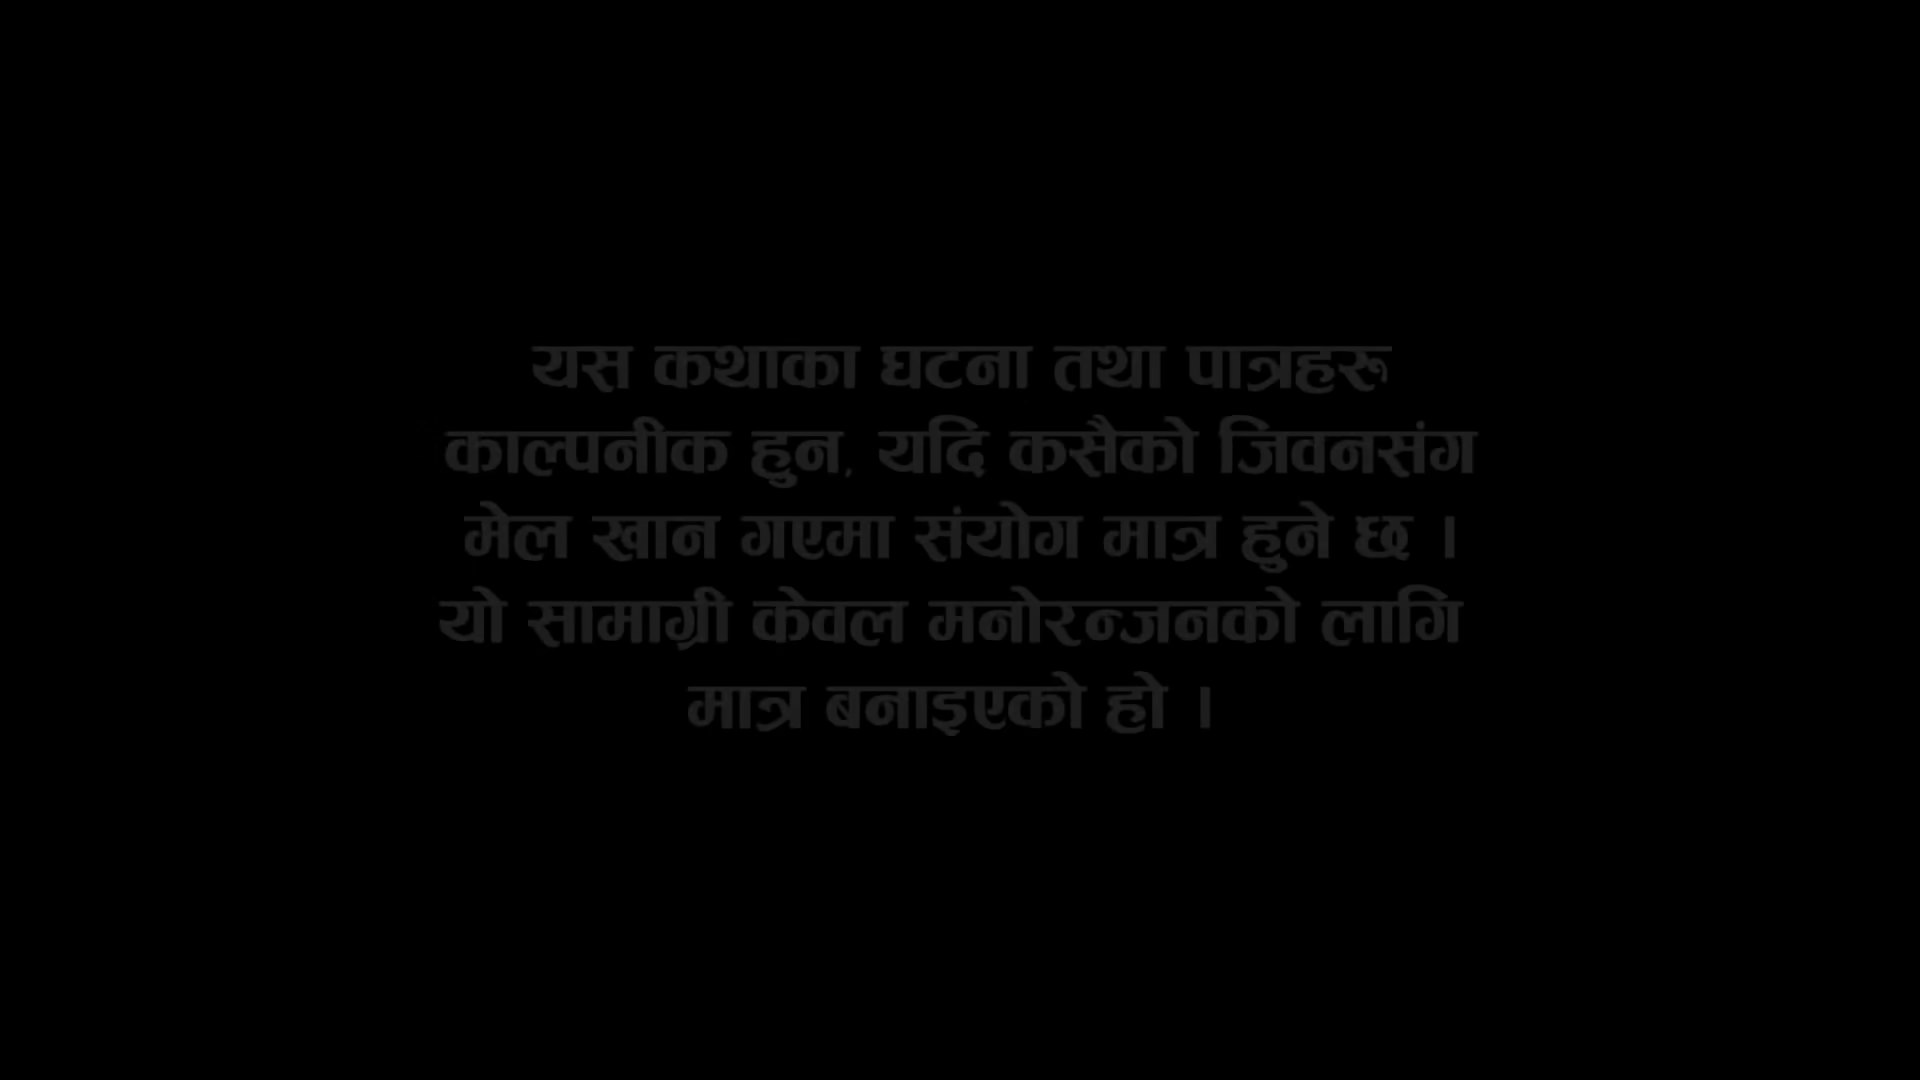 यस कथाका घटना तथा पात्रहरू
काल्पनीक हुन, यदि कसैको जिवनसंग
मेल खान गएमा संयोग मात्र हुने छ ।
यो सामाग्री केवल मनोरन्जनको लागि
मात्र बनाइएको हो ।